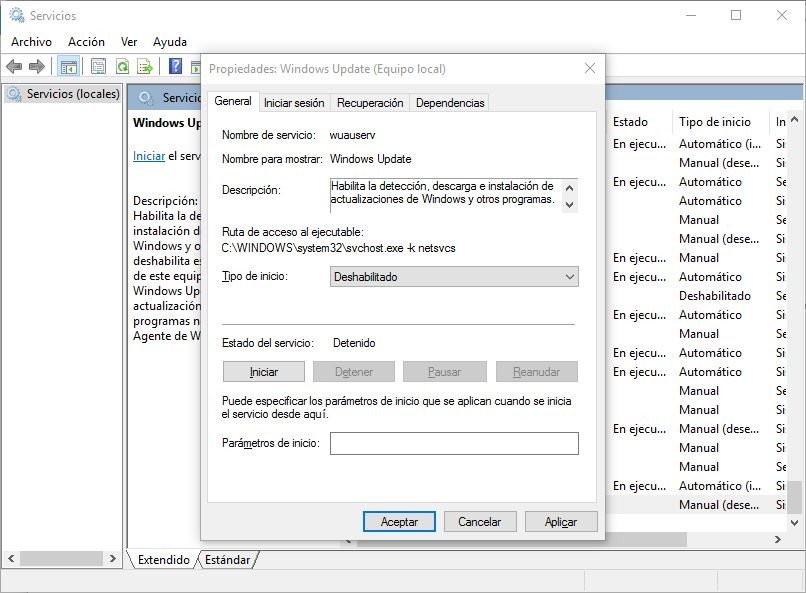 Servicios
Archivo Acción Ver Ayuda
Servicios (locales)
Servicio
Windows Up
Iniciar el serv
Descripción:
Habilita la de
instalación d
Windows y o
deshabilita es
de este equip
Windows Up
actualización
programas n
Agente de W
Extendido Estándar
Propiedades: Windows Update (Equipo local)
General Iniciar sesión Recuperación Dependencias
Nombre de servicio: wuauserv
Nombre para mostrar: Windows Update
Descripción: Habilita la detección, descarga e instalación de
actualizaciones de Windows y otros programas.
Ruta de acceso al ejecutable:
C:\WINDOWS\system32\svchost.exe -k netsvcs
Tipo de inicio: Deshabilitado
Estado del servicio: Detenido
Iniciar Detener Pausar Reanudar
Puede especificar los parámetros de inicio que se aplican cuando se inicia
el servicio desde aquí.
Parámetros de inicio:
Aceptar Cancelar Aplicar
Estado Tipo de inicio In
En ejecu... Automático (i... Si
Manual (dese... Si
En ejecu... Automático Si
Automático Si
Manual Se
Manual (dese... Si
En ejecu... Manual Si
En ejecu... Automático Si
Deshabilitado Se
En ejecu... Automático Si
Manual Se
En ejecu... Automático Si
En ejecu... Automático Si
Manual Si
Manual Se
En ejecu... Manual (dese... Si
Manual Si
Manual Se
En ejecu... Automático (i... Si
Manual (dese... Si